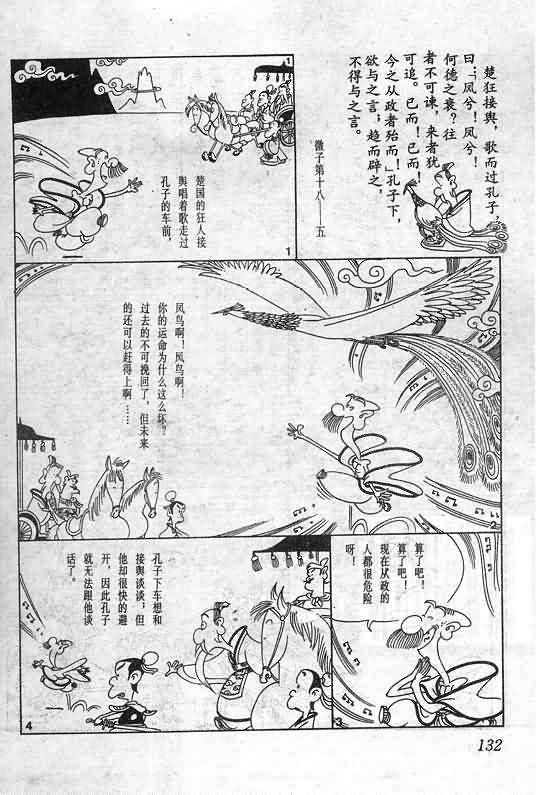 楚狂接舆，歌而过孔子，
曰：“凤兮！凤兮！
何德之衰？往
者不可谏，来者犹
可追。已而！已而！
今之从政者殆而！”孔子下，
欲与之言，趋而辟之，
不得与之言。
微子第十八——五
1
楚国的狂人接
舆唱着歌走过
孔子的车前，
1
凤鸟啊！凤鸟啊！
你的运命为什么这么坏？
过去的不可挽回了，但未来
的还可以赶得上啊……
2
算了吧！
算了吧！
现在从政的
人都很危险
呀！
3
孔子下车想和
接舆谈谈；但
他却很快的避
开，因此孔子
就无法跟他谈
话了。
4
132